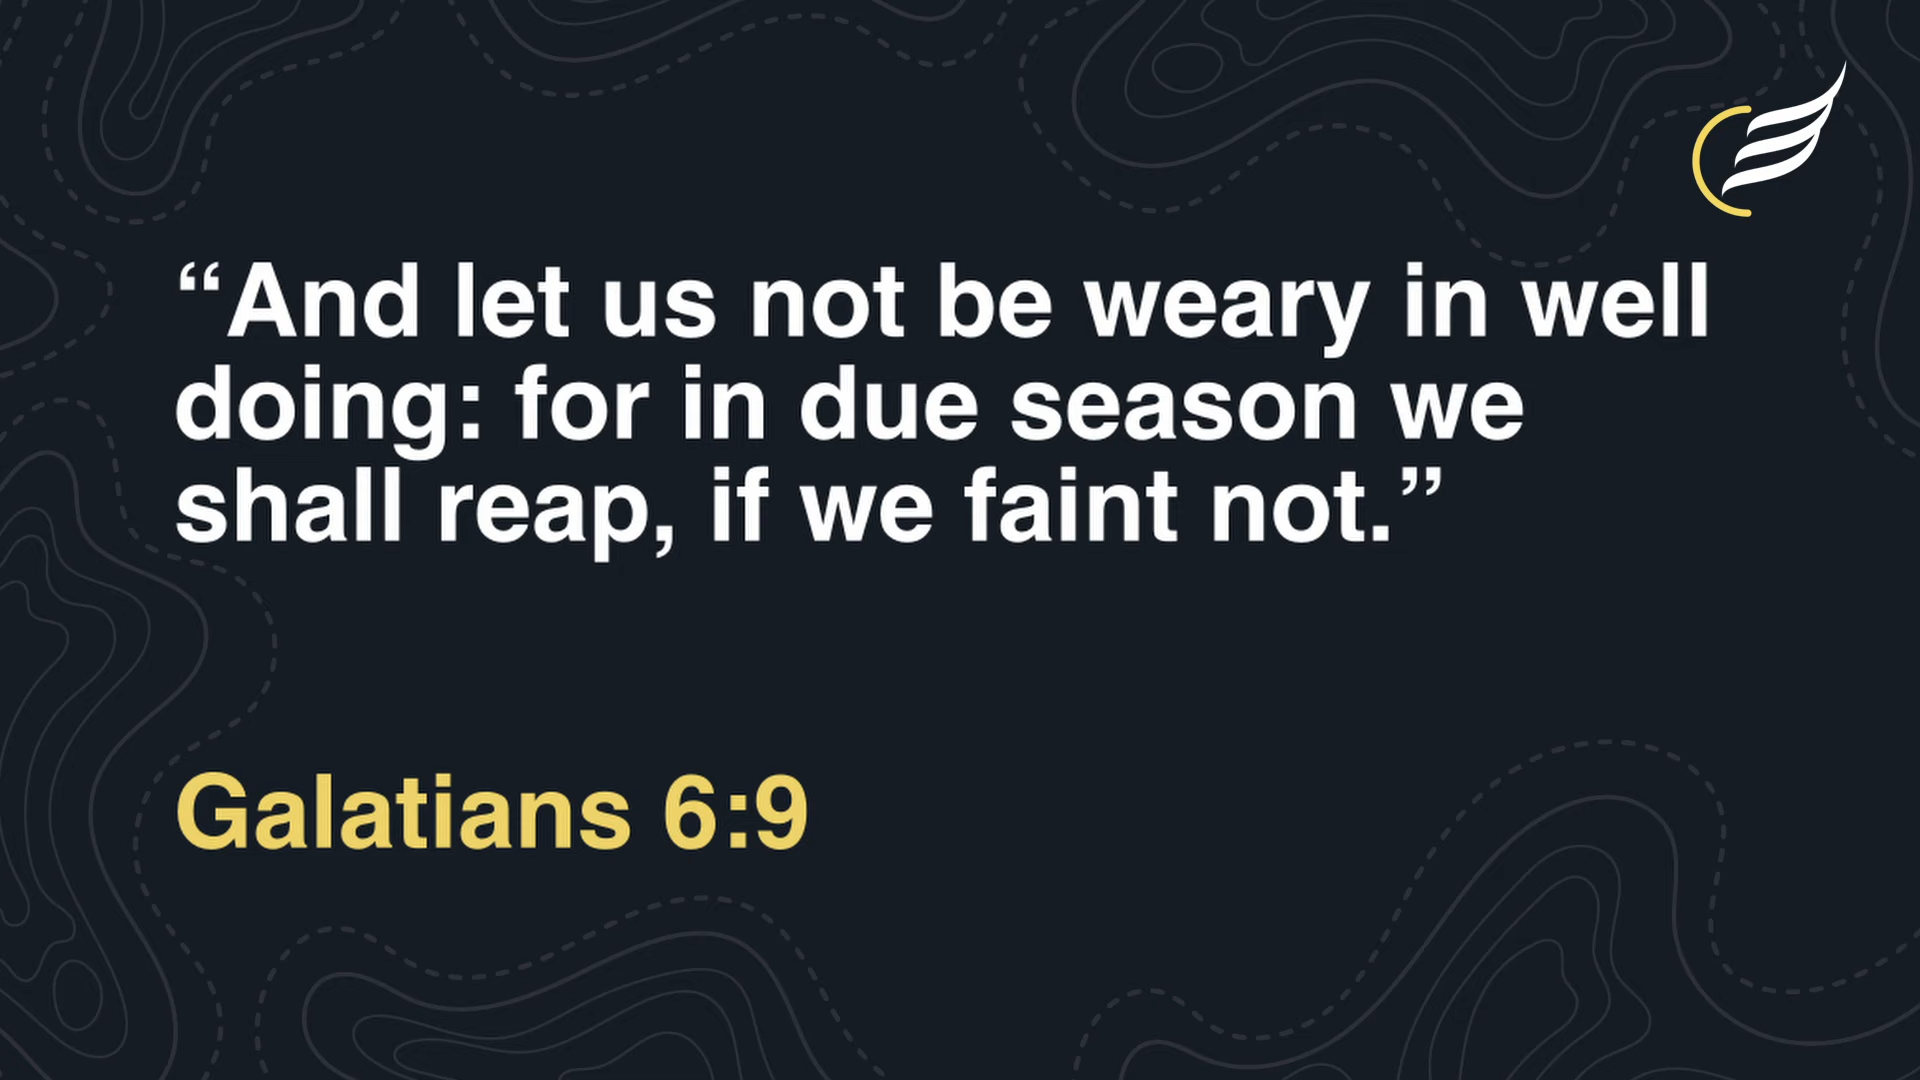 “And let us not be weary in well
doing: for in due season we
shall reap, if we faint not.”
Galatians 6:9